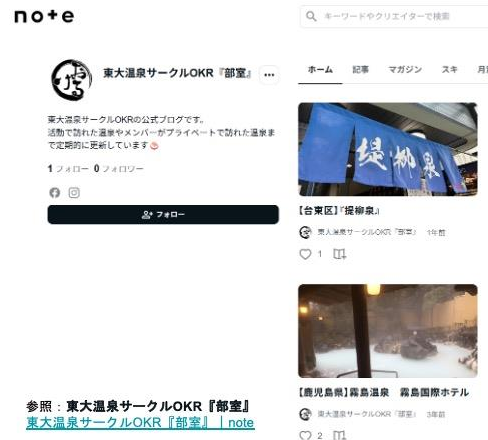 note
キーワードやクリエイターで検索
東大温泉サークルOKR『部室』
ホーム 記事 マガジン スキ
東大温泉サークルOKRの公式ブログです。
活動で訪れた温泉やメンバーがプライベートで訪れた温泉まで定期的に更新しています♨
1 フォロー 0 フォロワー
フォロー
堤柳泉
【台東区】『提柳泉』
東大温泉サークルOKR『部室』 1年前
1
【鹿児島県】霧島温泉 霧島国際ホテル
東大温泉サークルOKR『部室』 3年前
2
参照：東大温泉サークルOKR『部室』
東大温泉サークルOKR『部室』｜note